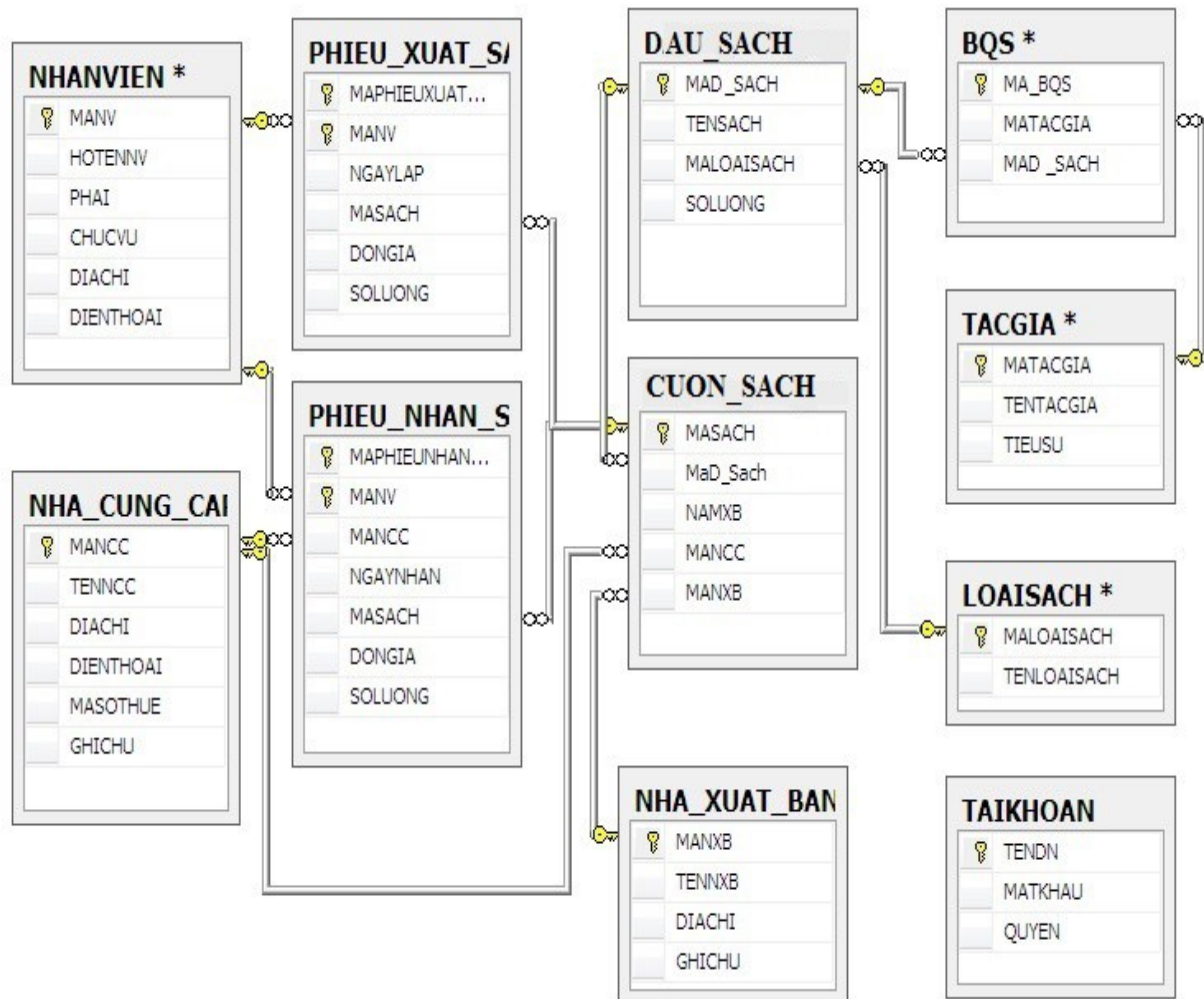 NHANVIEN *
MANV
HOTENNV
PHAI
CHUCVU
DIACHI
DIENTHOAI
PHIEU_XUAT_SA
MAPHIEUXUAT...
MANV
NGAYLAP
MASACH
DONGIA
SOLUONG
D.AU_SACH
MAD_SACH
TENSACH
MALOAISACH
SOLUONG
BQS *
MA_BQS
MATACGIA
MAD _SACH
TACGIA *
MATACGIA
TENTACGIA
TIEUSU
NHA_CUNG_CAP
MANCC
TENNCC
DIACHI
DIENTHOAI
MASOTHUE
GHICHU
PHIEU_NHAN_S
MAPHIEUNHAN...
MANV
MANCC
NGAYNHAN
MASACH
DONGIA
SOLUONG
CUON_SACH
MASACH
MaD_Sach
NAMXB
MANCC
MANXB
LOAISACH *
MALOAISACH
TENLOAISACH
NHA_XUAT_BAN
MANXB
TENNXB
DIACHI
GHICHU
TAIKHOAN
TENDN
MATKHAU
QUYEN